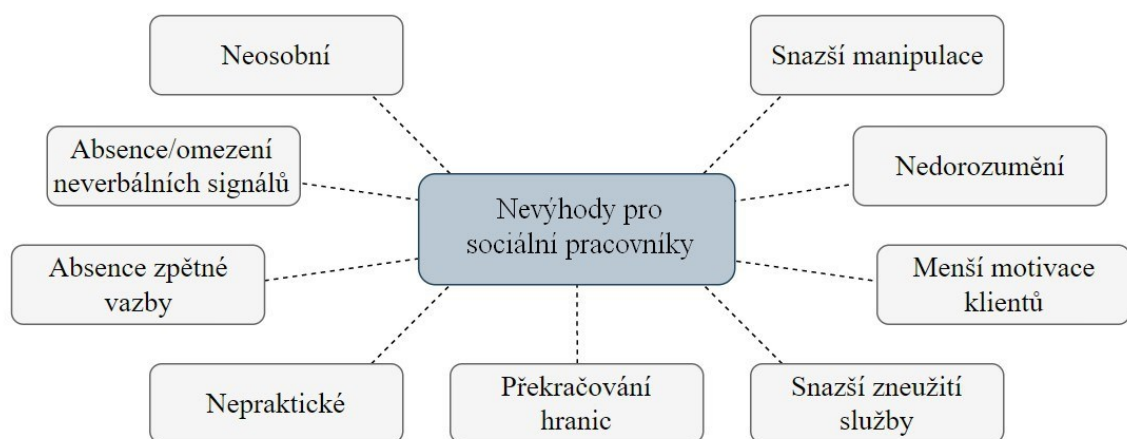 Neosobní
Snazší manipulace
Absence/omezení
neverbálních signálů
Nedorozumění
Nevýhody pro
sociální pracovníky
Absence zpětné
vazby
Menší motivace
klientů
Nepraktické
Překračování
hranic
Snazší zneužití
služby